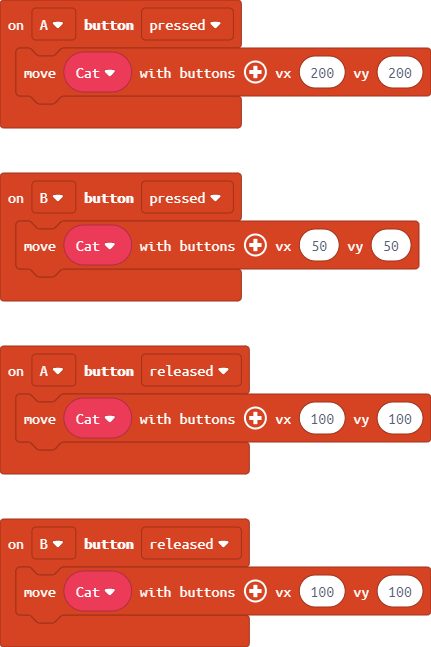 on A button pressed
move Cat with buttons vx 200 vy 200
on B button pressed
move Cat with buttons vx 50 vy 50
on A button released
move Cat with buttons vx 100 vy 100
on B button released
move Cat with buttons vx 100 vy 100